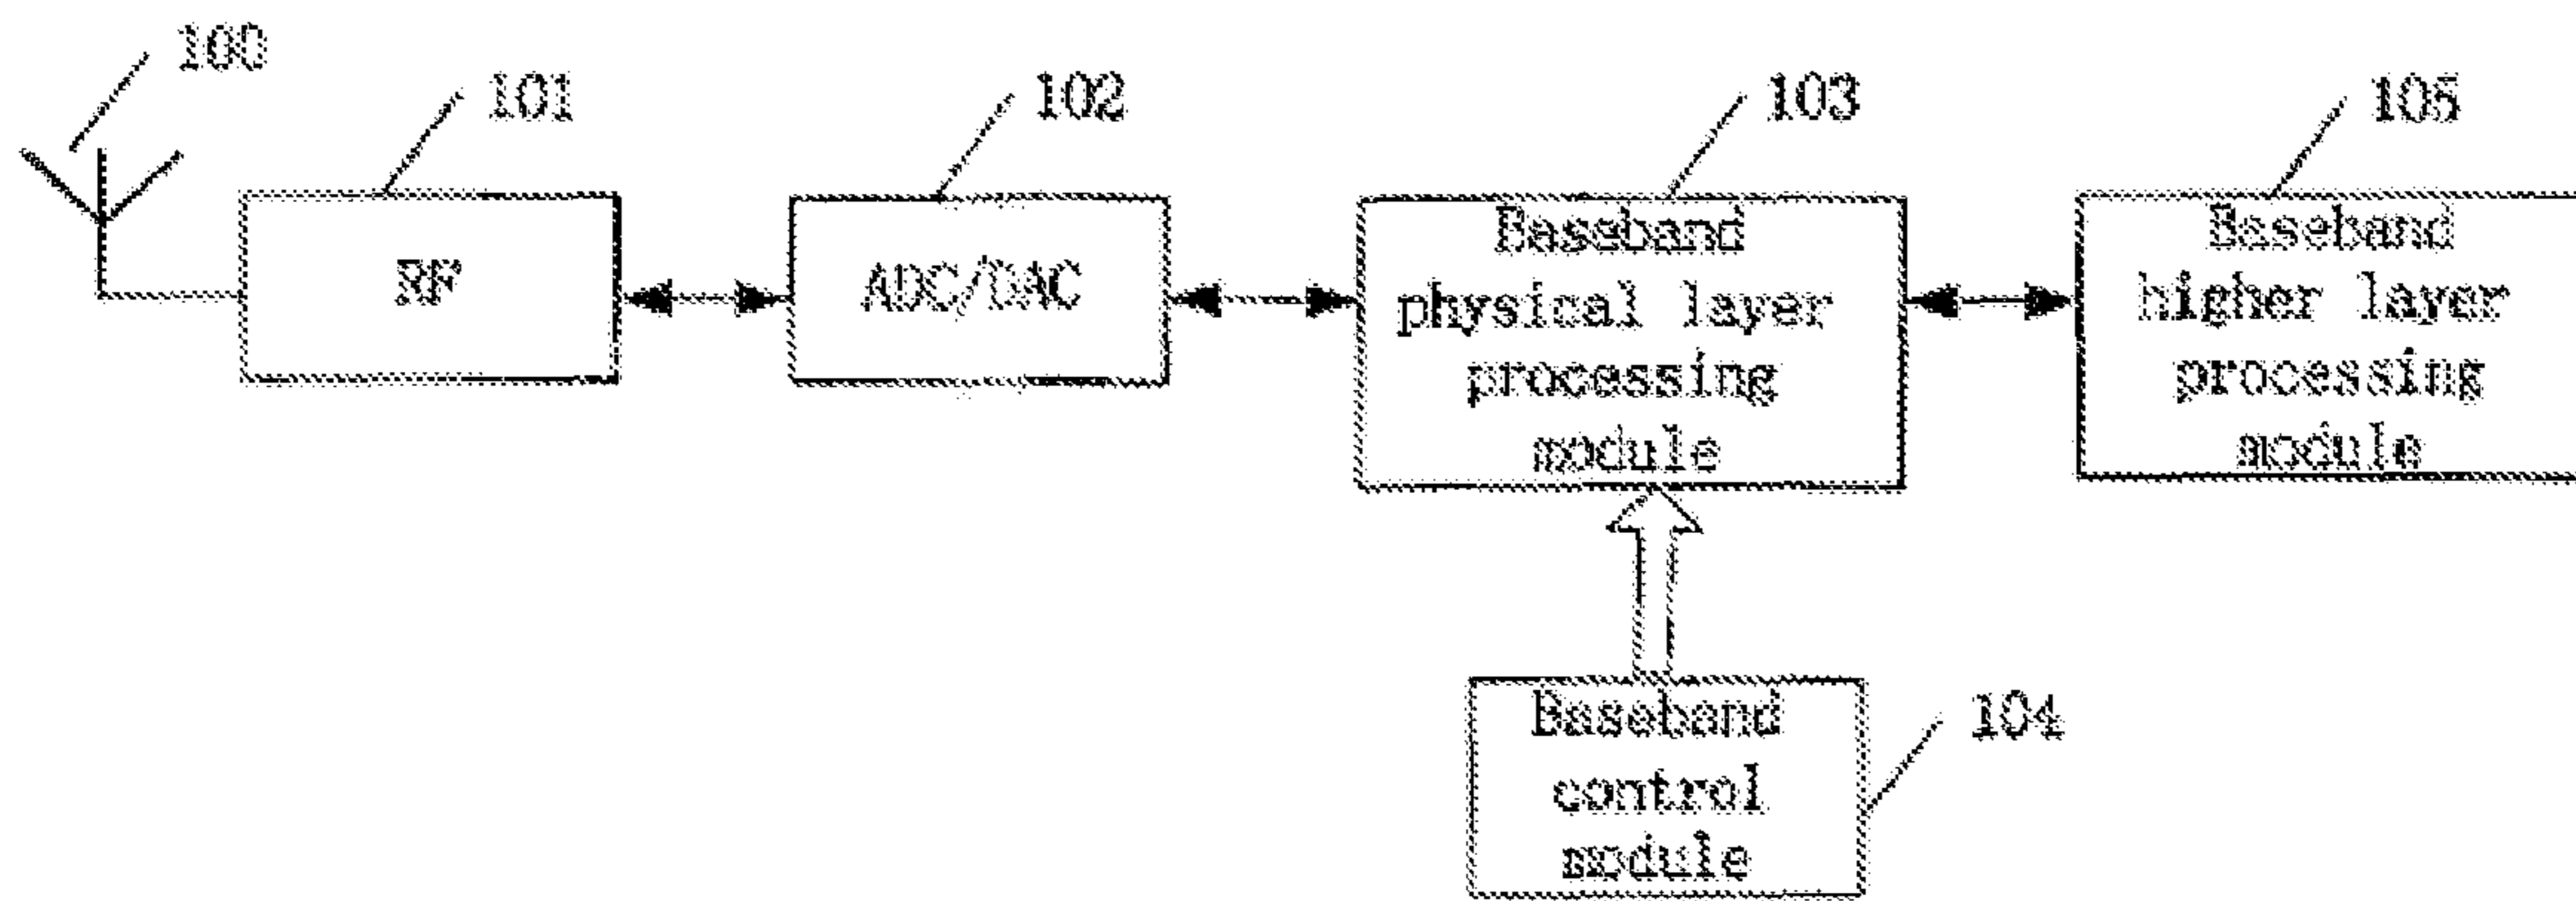 100
101
102
103
105
RF
ADC/DAC
Baseband
physical layer
processing
module
Baseband
higher layer
processing
module
Baseband
control
module
104